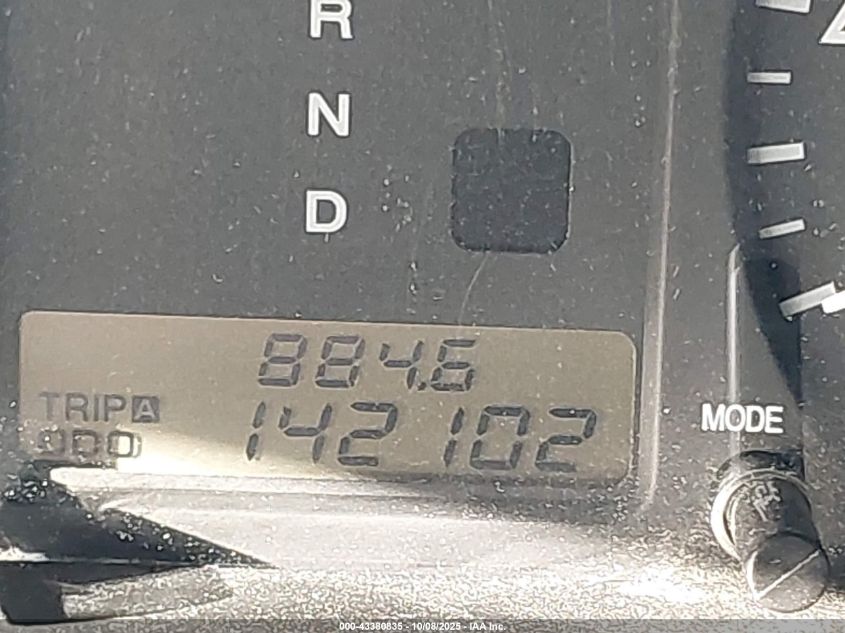 R
N
D
884.6
TRIP A
ODO 142102
MODE
000-43380835 - 10/08/2025 - IAA Inc.